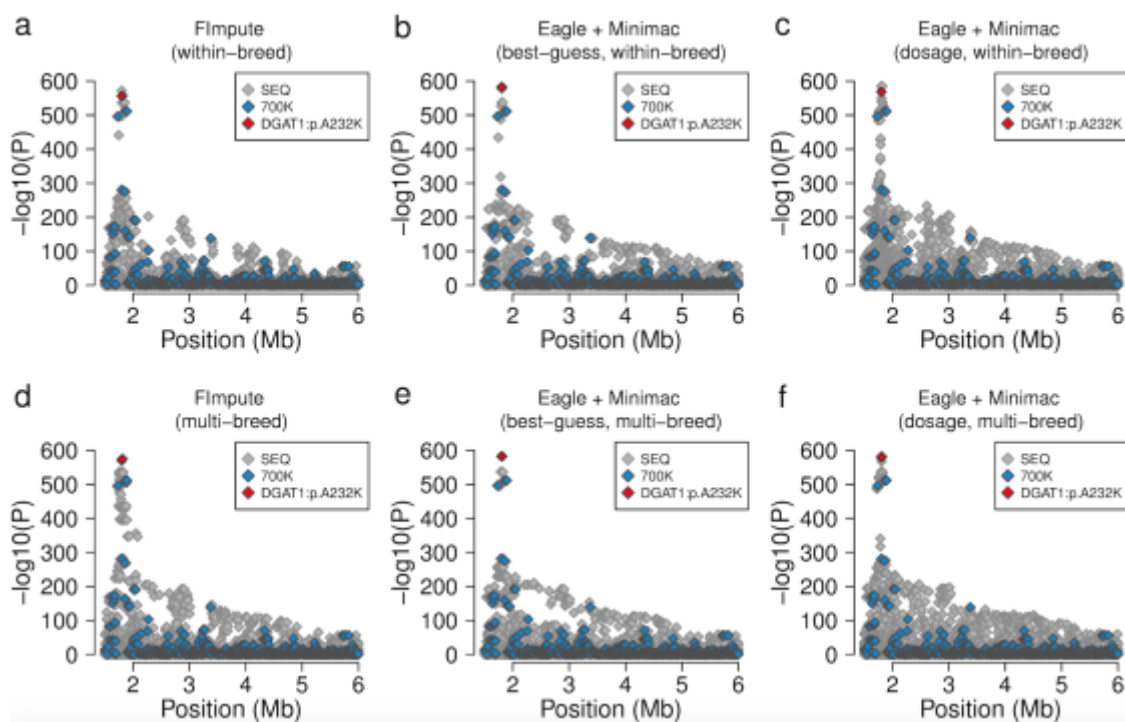 a
FImpute
(within−breed)
600
500
400
300
200
100
0
−log10(P)
SEQ
700K
DGAT1:p.A232K
2 3 4 5 6
Position (Mb)
b
Eagle + Minimac
(best−guess, within−breed)
600
500
400
300
200
100
0
−log10(P)
SEQ
700K
DGAT1:p.A232K
2 3 4 5 6
Position (Mb)
c
Eagle + Minimac
(dosage, within−breed)
600
500
400
300
200
100
0
−log10(P)
SEQ
700K
DGAT1:p.A232K
2 3 4 5 6
Position (Mb)
d
FImpute
(multi−breed)
600
500
400
300
200
100
0
−log10(P)
SEQ
700K
DGAT1:p.A232K
2 3 4 5 6
Position (Mb)
e
Eagle + Minimac
(best−guess, multi−breed)
600
500
400
300
200
100
0
−log10(P)
SEQ
700K
DGAT1:p.A232K
2 3 4 5 6
Position (Mb)
f
Eagle + Minimac
(dosage, multi−breed)
600
500
400
300
200
100
0
−log10(P)
SEQ
700K
DGAT1:p.A232K
2 3 4 5 6
Position (Mb)